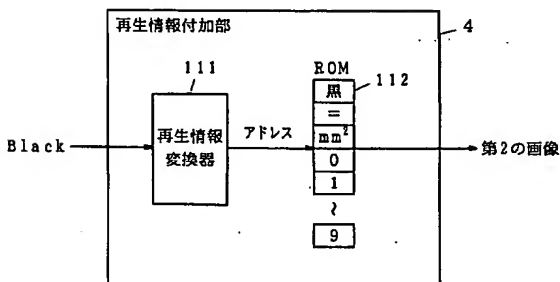 再生情報付加部
4
111
ROM
112
黒
=
mm²
0
1
~
9
再生情報
変換器
アドレス
Black
第2の画像